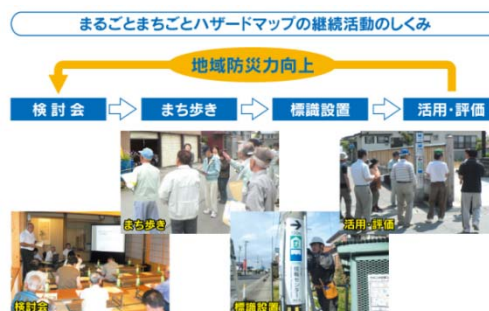 まるごとまちごとハザードマップの継続活動のしくみ
地域防災力向上
検討会
まち歩き
標識設置
活用・評価
まち歩き
活用・評価
検討会
標識設置